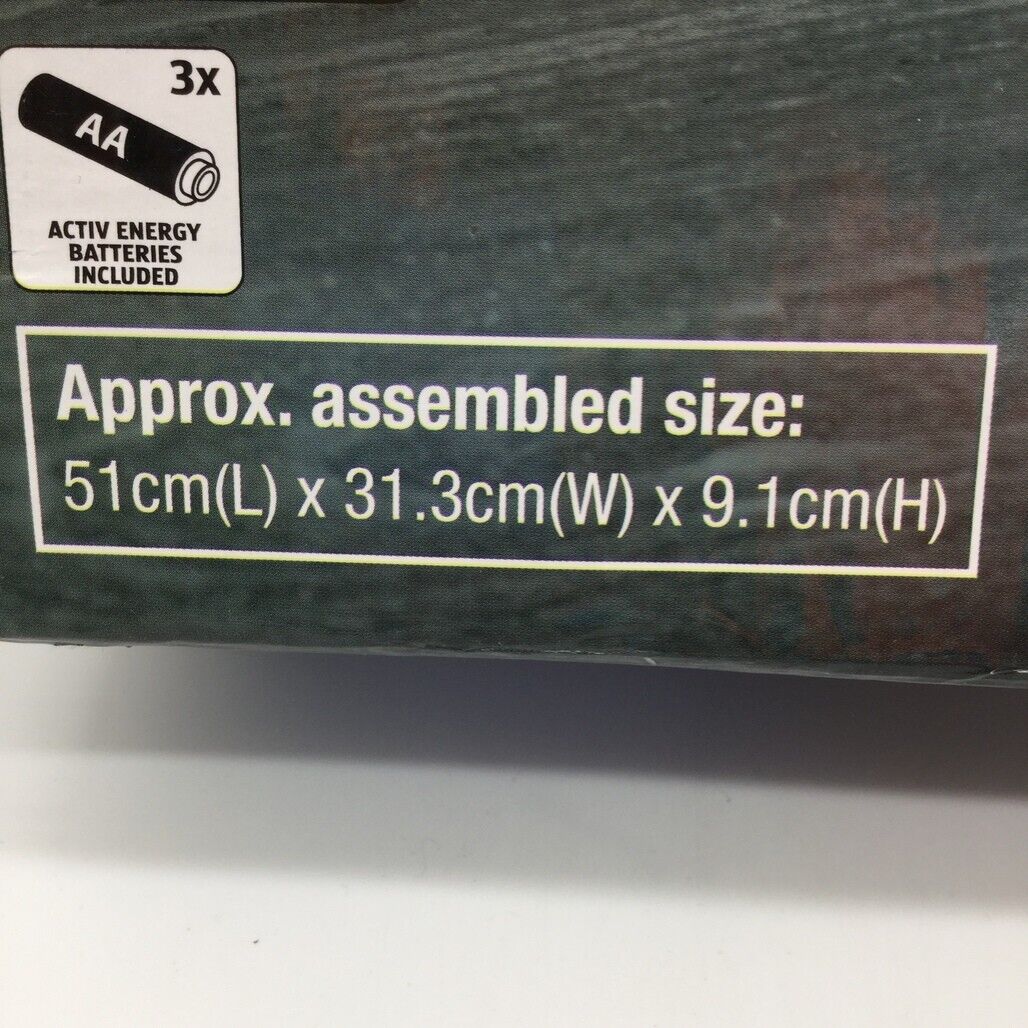 3x
AA
ACTIV ENERGY
BATTERIES
INCLUDED
Approx. assembled size:
51cm(L) x 31.3cm(W) x 9.1cm(H)